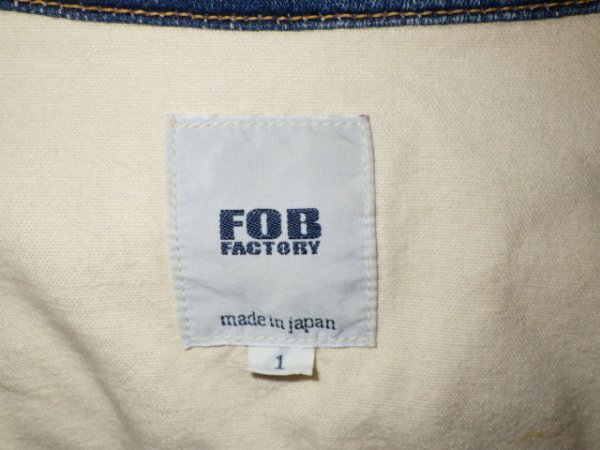 FOB
FACTORY
made in japan
1